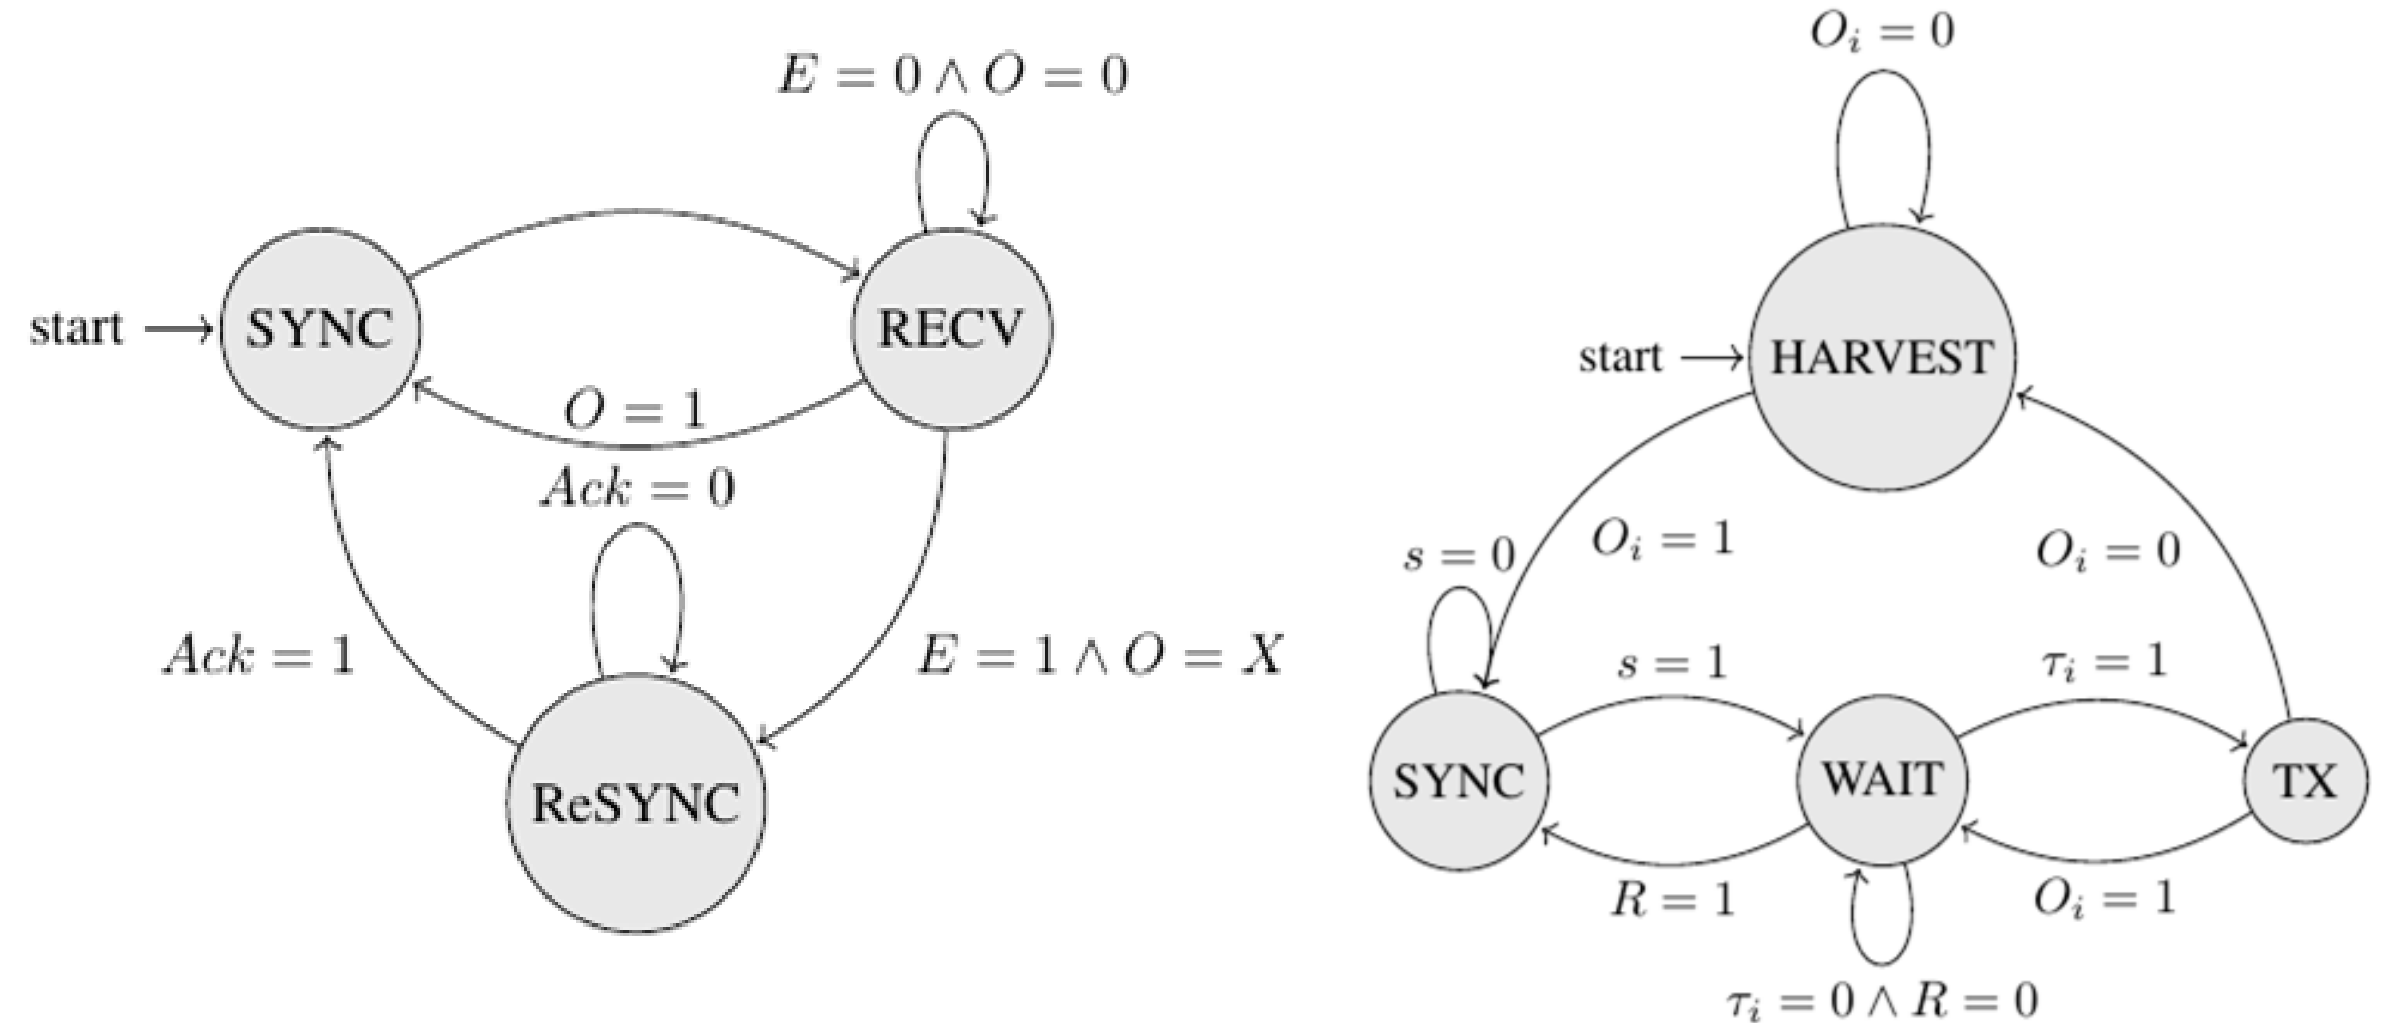 E = 0 ∧ O = 0
start
SYNC
RECV
O = 1
Ack = 0
Ack = 1
E = 1 ∧ O = X
ReSYNC
O_i = 0
start
HARVEST
O_i = 1
O_i = 0
s = 0
s = 1
τ_i = 1
SYNC
WAIT
TX
R = 1
O_i = 1
τ_i = 0 ∧ R = 0